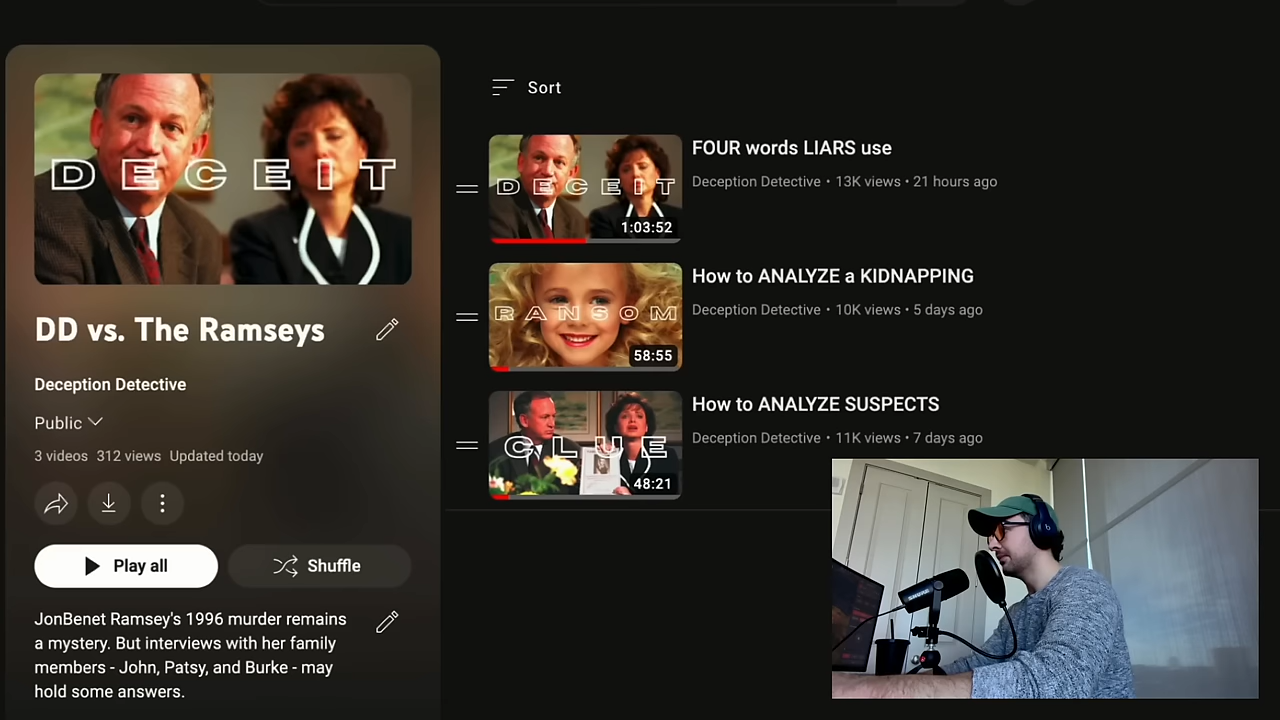 DECEIT
DD vs. The Ramseys
Deception Detective
Public
3 videos 312 views Updated today
Play all
Shuffle
JonBenet Ramsey's 1996 murder remains
a mystery. But interviews with her family
members - John, Patsy, and Burke - may
hold some answers.
Sort
DECEIT
1:03:52
FOUR words LIARS use
Deception Detective • 13K views • 21 hours ago
RANSOM
58:55
How to ANALYZE a KIDNAPPING
Deception Detective • 10K views • 5 days ago
CLUE
48:21
How to ANALYZE SUSPECTS
Deception Detective • 11K views • 7 days ago
SHURE